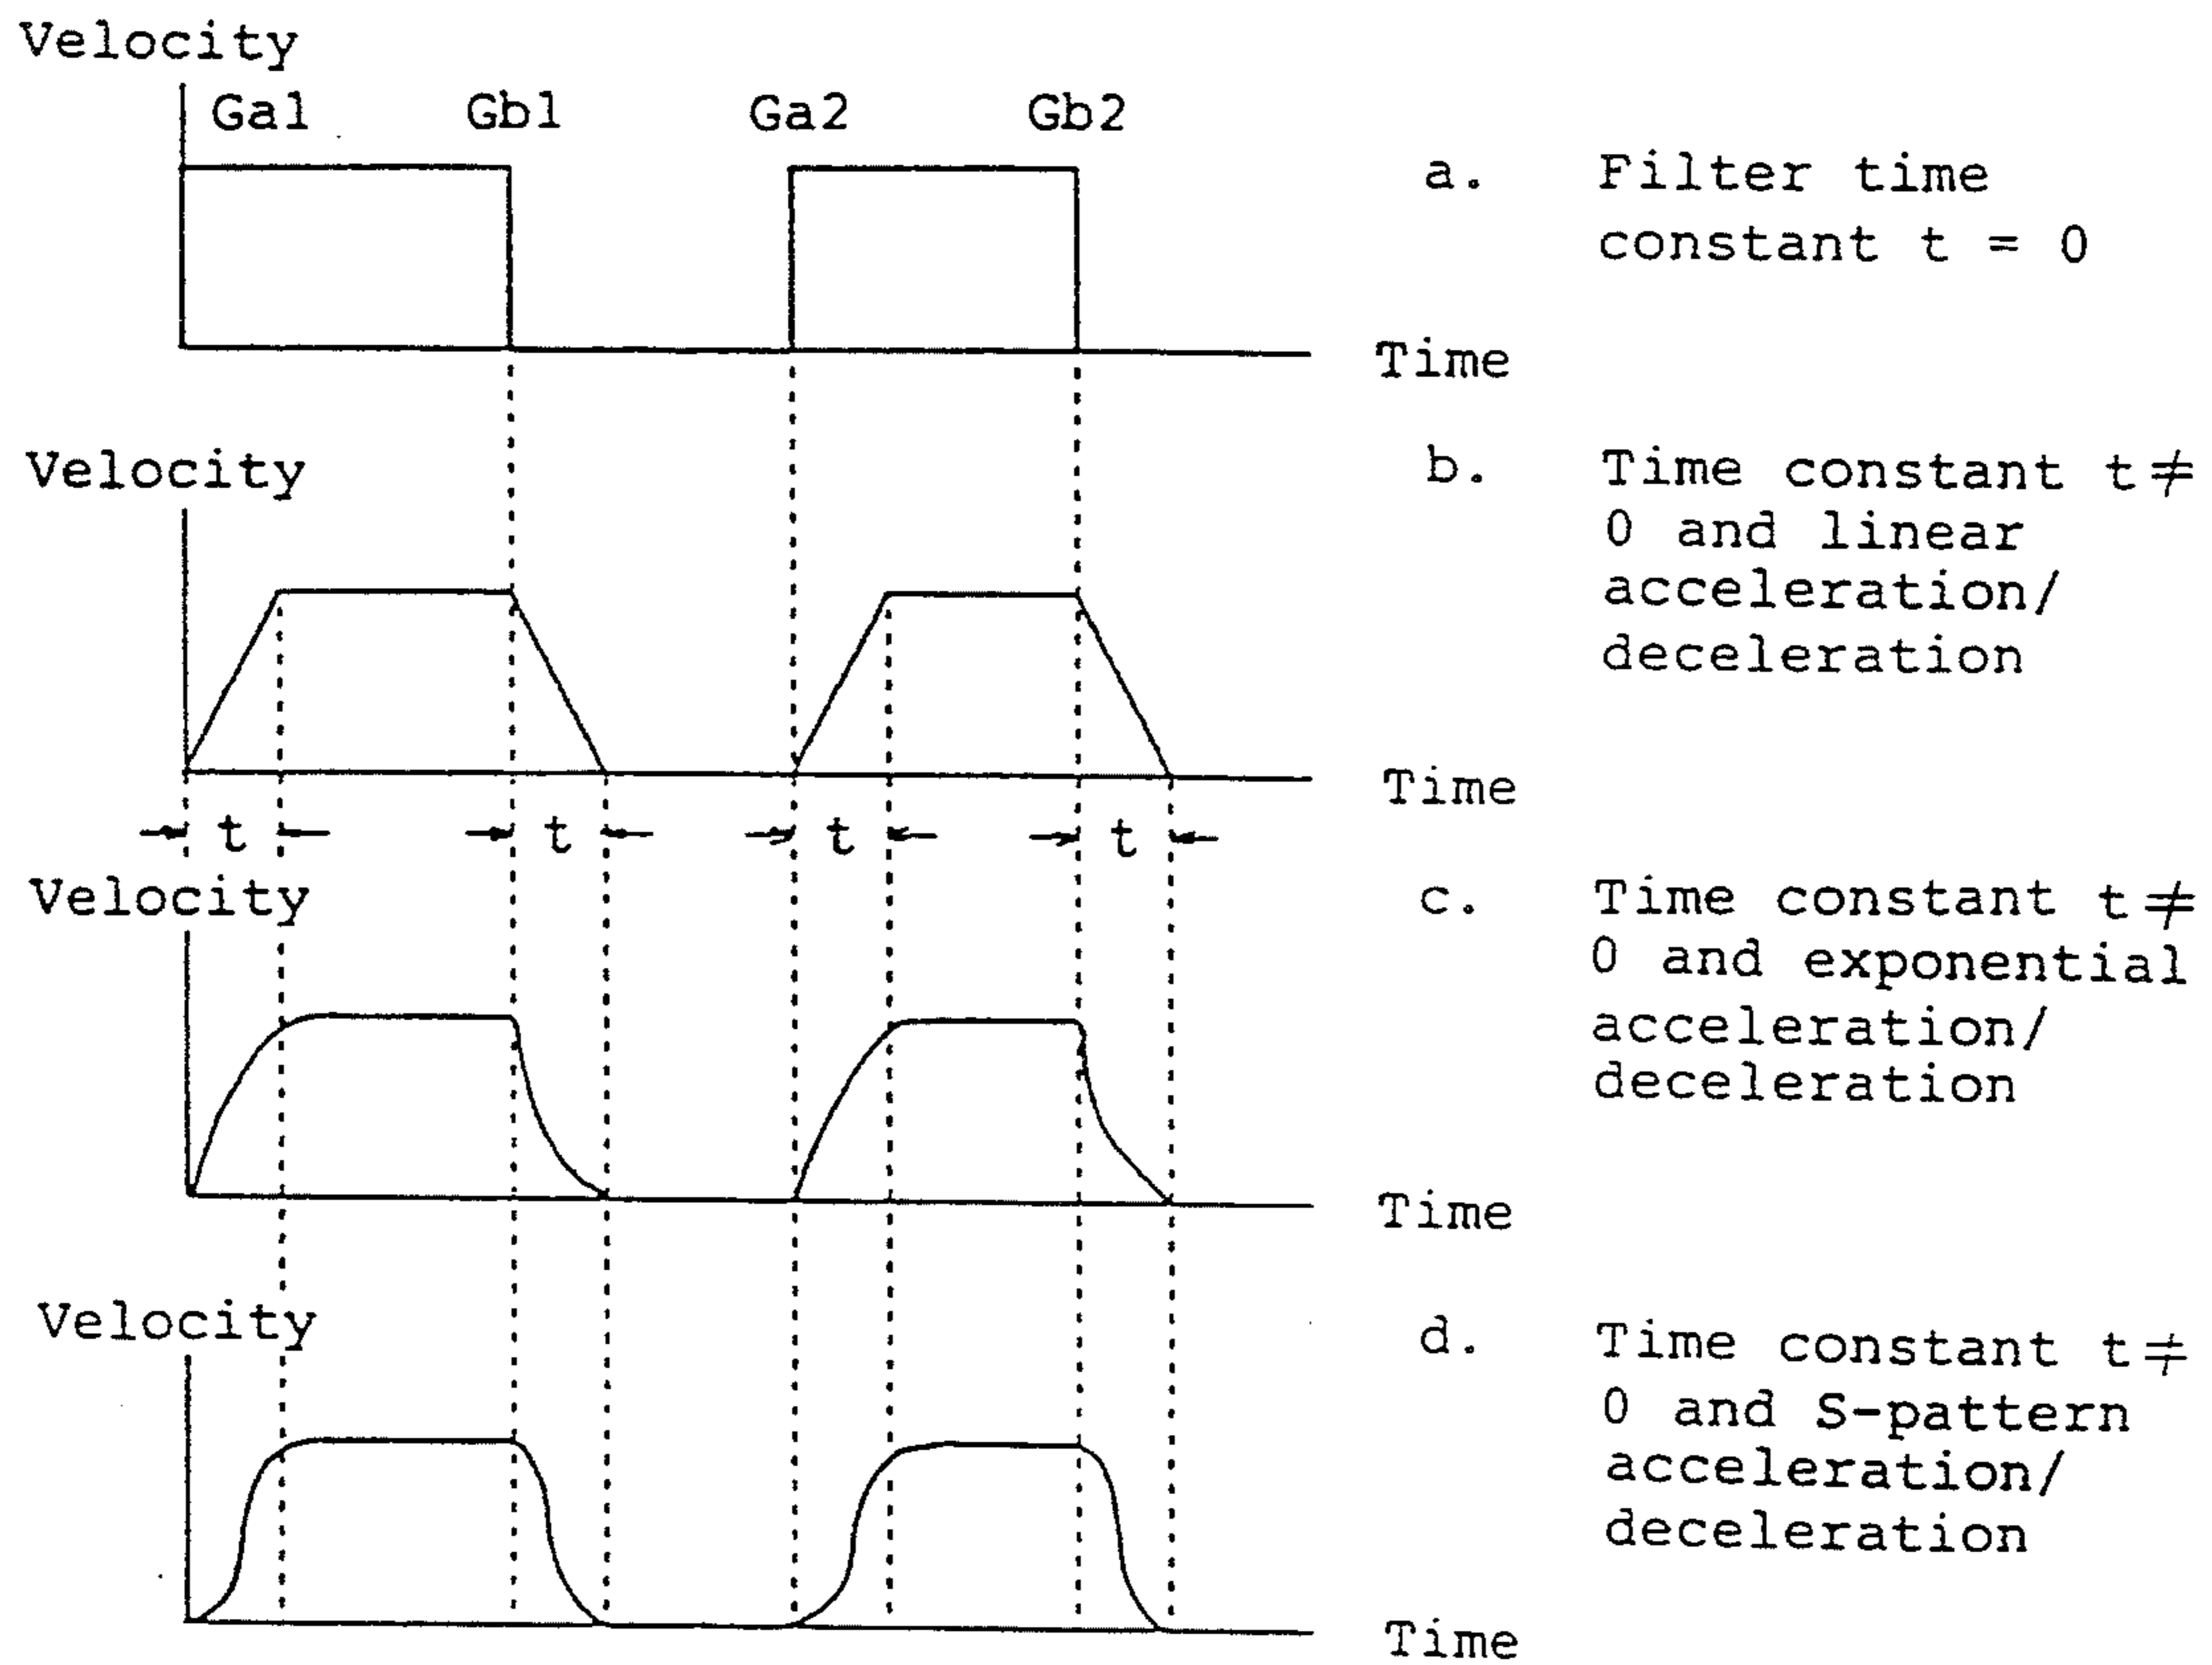 Velocity
Ga1 Gb1 Ga2 Gb2
a. Filter time
constant t = 0
Time
Velocity
b. Time constant t≠
0 and linear
acceleration/
deceleration
Time
t t t t
Velocity
c. Time constant t≠
0 and exponential
acceleration/
deceleration
Time
Velocity
d. Time constant t≠
0 and S-pattern
acceleration/
deceleration
Time